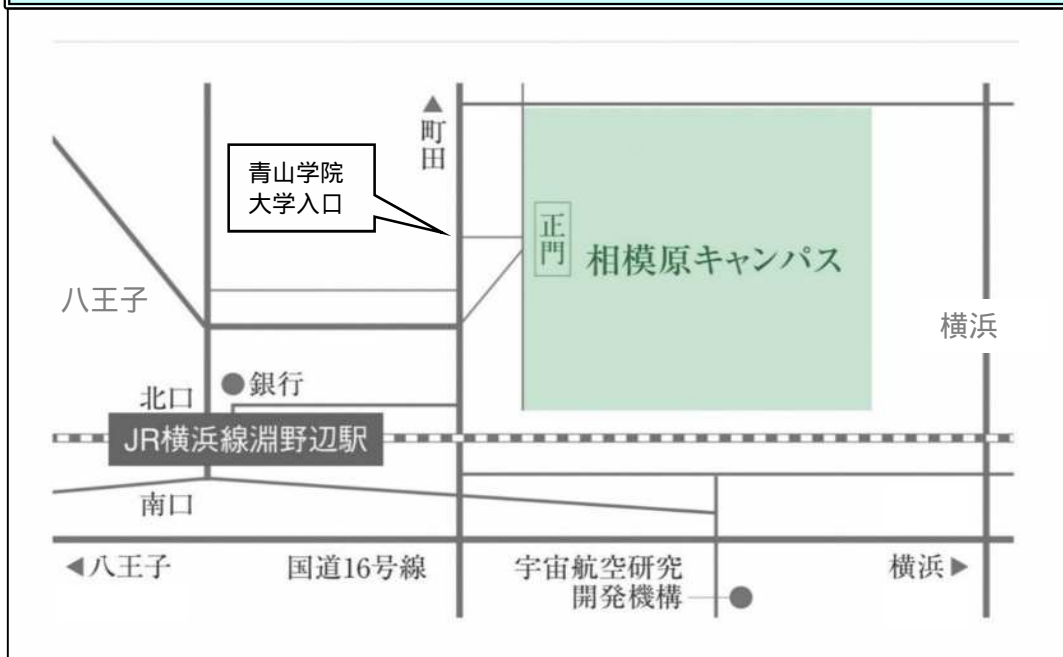 ▲町田
青山学院
大学入口
正門
相模原キャンパス
八王子
横浜
銀行
北口
JR横浜線淵野辺駅
南口
◀八王子
国道16号線
宇宙航空研究
開発機構
横浜▶